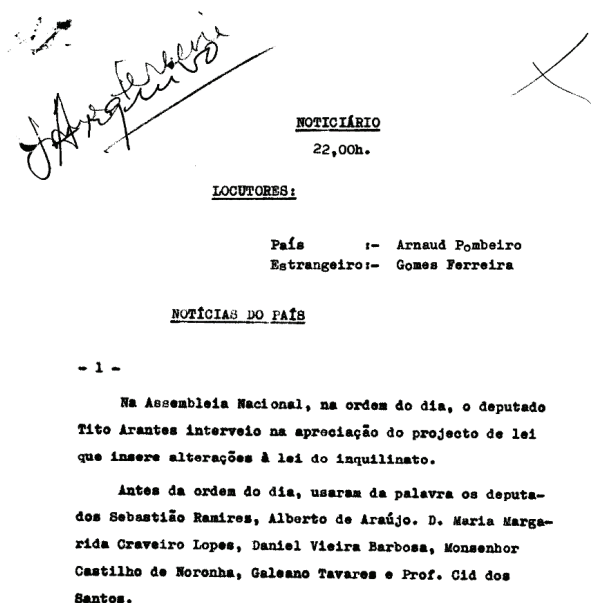 Arquivo
NOTICIÁRIO
22,00h.
LOCUTORES:
País :- Arnaud Pombeiro
Estrangeiro:- Gomes Ferreira
NOTÍCIAS DO PAÍS
- 1 -
Na Assembleia Nacional, na ordem do dia, o deputado
Tito Arantes interveio na apreciação do projecto de lei
que insere alterações à lei do inquilinato.
Antes da ordem do dia, usaram da palavra os deputa-
dos Sebastião Ramires, Alberto de Araújo. D. Maria Marga-
rida Craveiro Lopes, Daniel Vieira Barbosa, Monsenhor
Castilho de Noronha, Galeano Tavares e Prof. Cid dos
Santos.